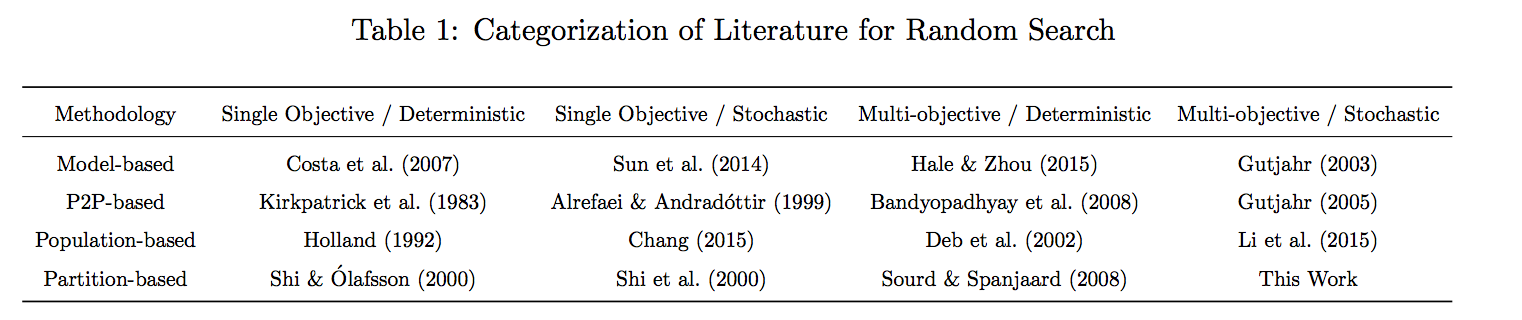 Table 1: Categorization of Literature for Random Search
Methodology Single Objective / Deterministic Single Objective / Stochastic Multi-objective / Deterministic Multi-objective / Stochastic
Model-based Costa et al. (2007) Sun et al. (2014) Hale & Zhou (2015) Gutjahr (2003)
P2P-based Kirkpatrick et al. (1983) Alrefaei & Andradóttir (1999) Bandyopadhyay et al. (2008) Gutjahr (2005)
Population-based Holland (1992) Chang (2015) Deb et al. (2002) Li et al. (2015)
Partition-based Shi & Ólafsson (2000) Shi et al. (2000) Sourd & Spanjaard (2008) This Work